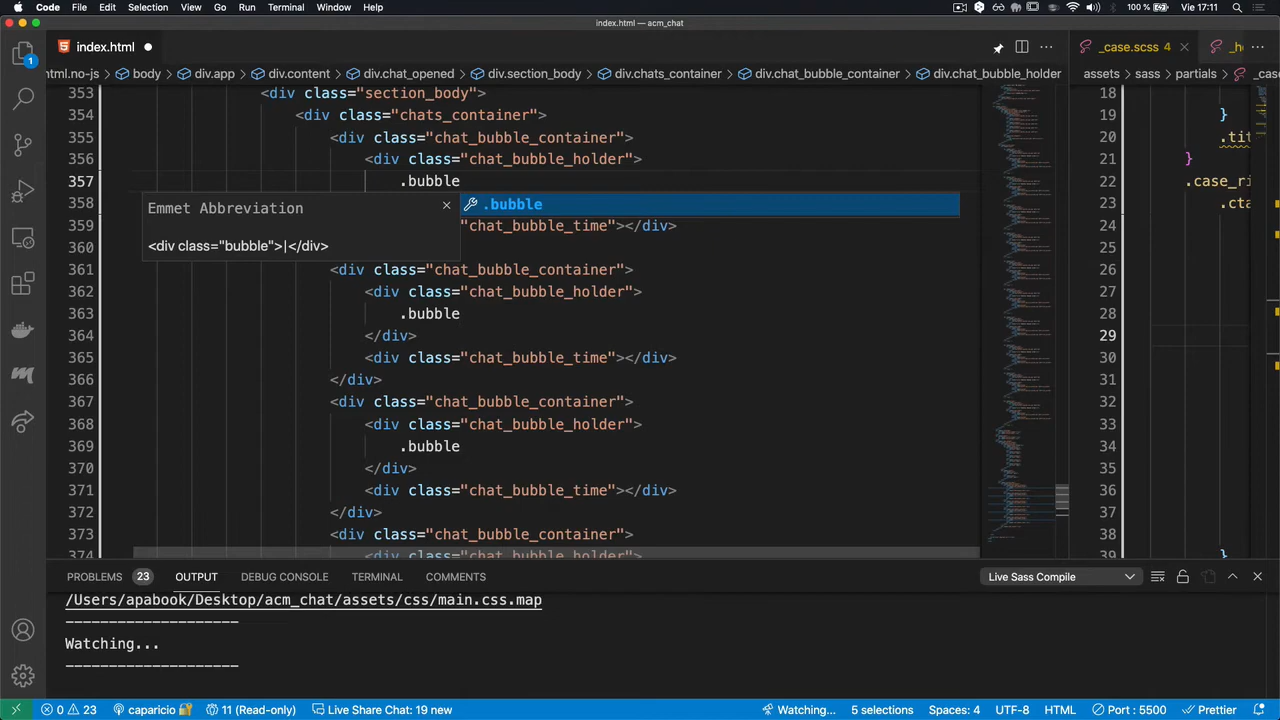 Code File Edit Selection View Go Run Terminal Window Help 100 % Vie 17:11
index.html — acm_chat
index.html
_case.scss 4
html.no-js body div.app div.content div.chat_opened div.section_body div.chats_container div.chat_bubble_container div.chat_bubble_holder
assets sass partials
353 <div class="section_body">
354 <div class="chats_container">
355 <div class="chat_bubble_container">
356 <div class="chat_bubble_holder">
357 .bubble
358
Emmet Abbreviation
<div class="bubble">|</div>
.bubble
359 "chat_bubble_time"></div>
360
361 <div class="chat_bubble_container">
362 <div class="chat_bubble_holder">
363 .bubble
364 </div>
365 <div class="chat_bubble_time"></div>
366 </div>
367 <div class="chat_bubble_container">
368 <div class="chat_bubble_holder">
369 .bubble
370 </div>
371 <div class="chat_bubble_time"></div>
372 </div>
373 <div class="chat_bubble_container">
374 <div class="chat_bubble_holder">
18
19 }
20 .tit
21 }
22 .case_ri
23 .cta
24
25
26
27
28
29
30
31
32
33
34
35
36
37
38
39 }
PROBLEMS 23 OUTPUT DEBUG CONSOLE TERMINAL COMMENTS Live Sass Compile
/Users/apabook/Desktop/acm_chat/assets/css/main.css.map
--------------------
Watching...
--------------------
0 23 caparicio 11 (Read-only) Live Share Chat: 19 new Watching... 5 selections Spaces: 4 UTF-8 HTML Port : 5500 Prettier